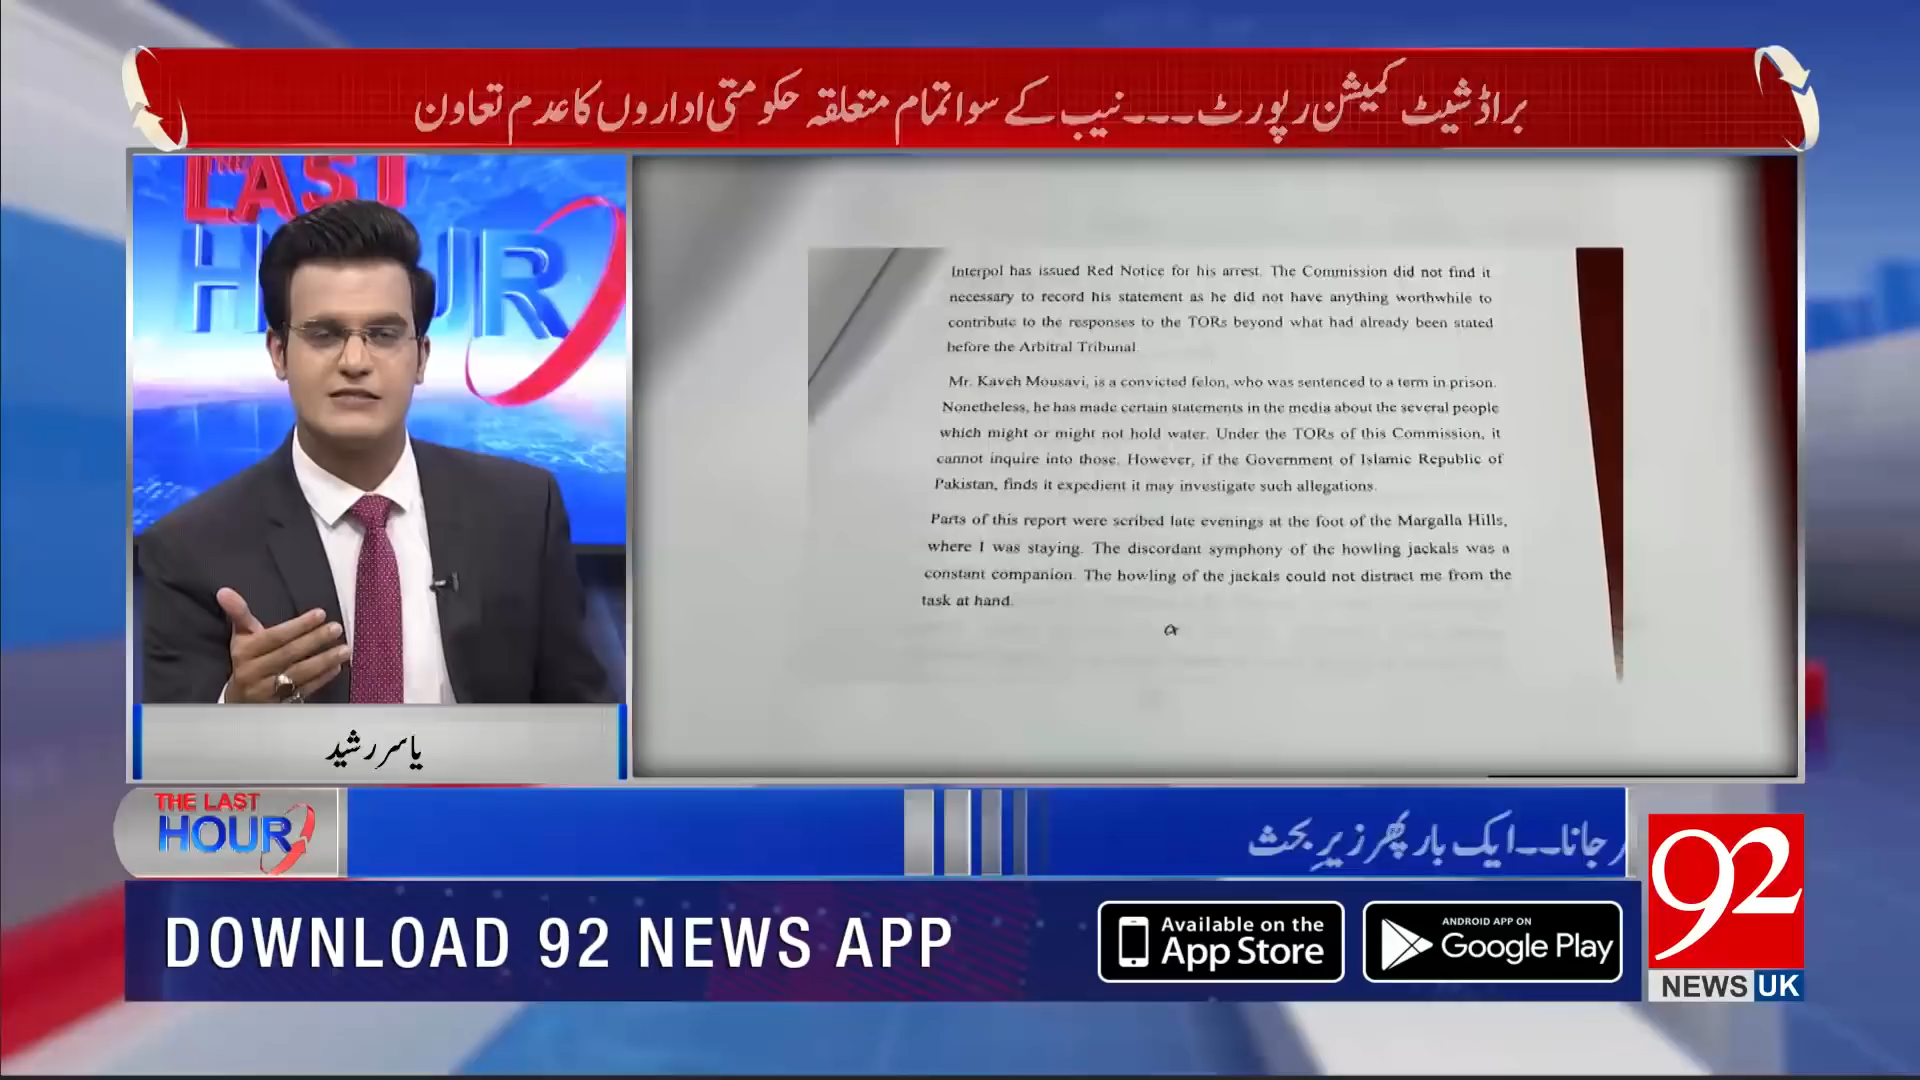 براڈشیٹ کمیشن رپورٹ۔۔۔نیب کے سوا تمام متعلقہ حکومتی اداروں کا عدم تعاون
LAST
HOUR
Interpol has issued Red Notice for his arrest. The Commission did not find it
necessary to record his statement as he did not have anything worthwhile to
contribute to the responses to the TORs beyond what had already been stated
before the Arbitral Tribunal.
Mr. Kaveh Mousavi, is a convicted felon, who was sentenced to a term in prison.
Nonetheless, he has made certain statements in the media about the several people
which might or might not hold water. Under the TORs of this Commission, it
cannot inquire into those. However, if the Government of Islamic Republic of
Pakistan, finds it expedient it may investigate such allegations.
Parts of this report were scribed late evenings at the foot of the Margalla Hills,
where I was staying. The discordant symphony of the howling jackals was a
constant companion. The howling of the jackals could not distract me from the
task at hand.
یاسر رشید
THE LAST
HOUR
جانا۔۔۔ایک بار پھر زیرِ بحث
DOWNLOAD 92 NEWS APP
Available on the
App Store
ANDROID APP ON
Google Play
92
NEWS UK